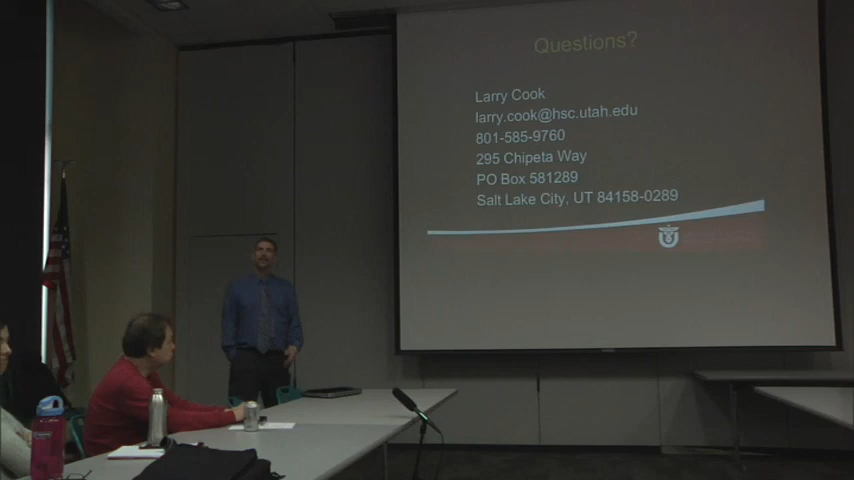 Questions?
Larry Cook
larry.cook@hsc.utah.edu
801-585-9760
295 Chipeta Way
PO Box 581289
Salt Lake City, UT 84158-0289